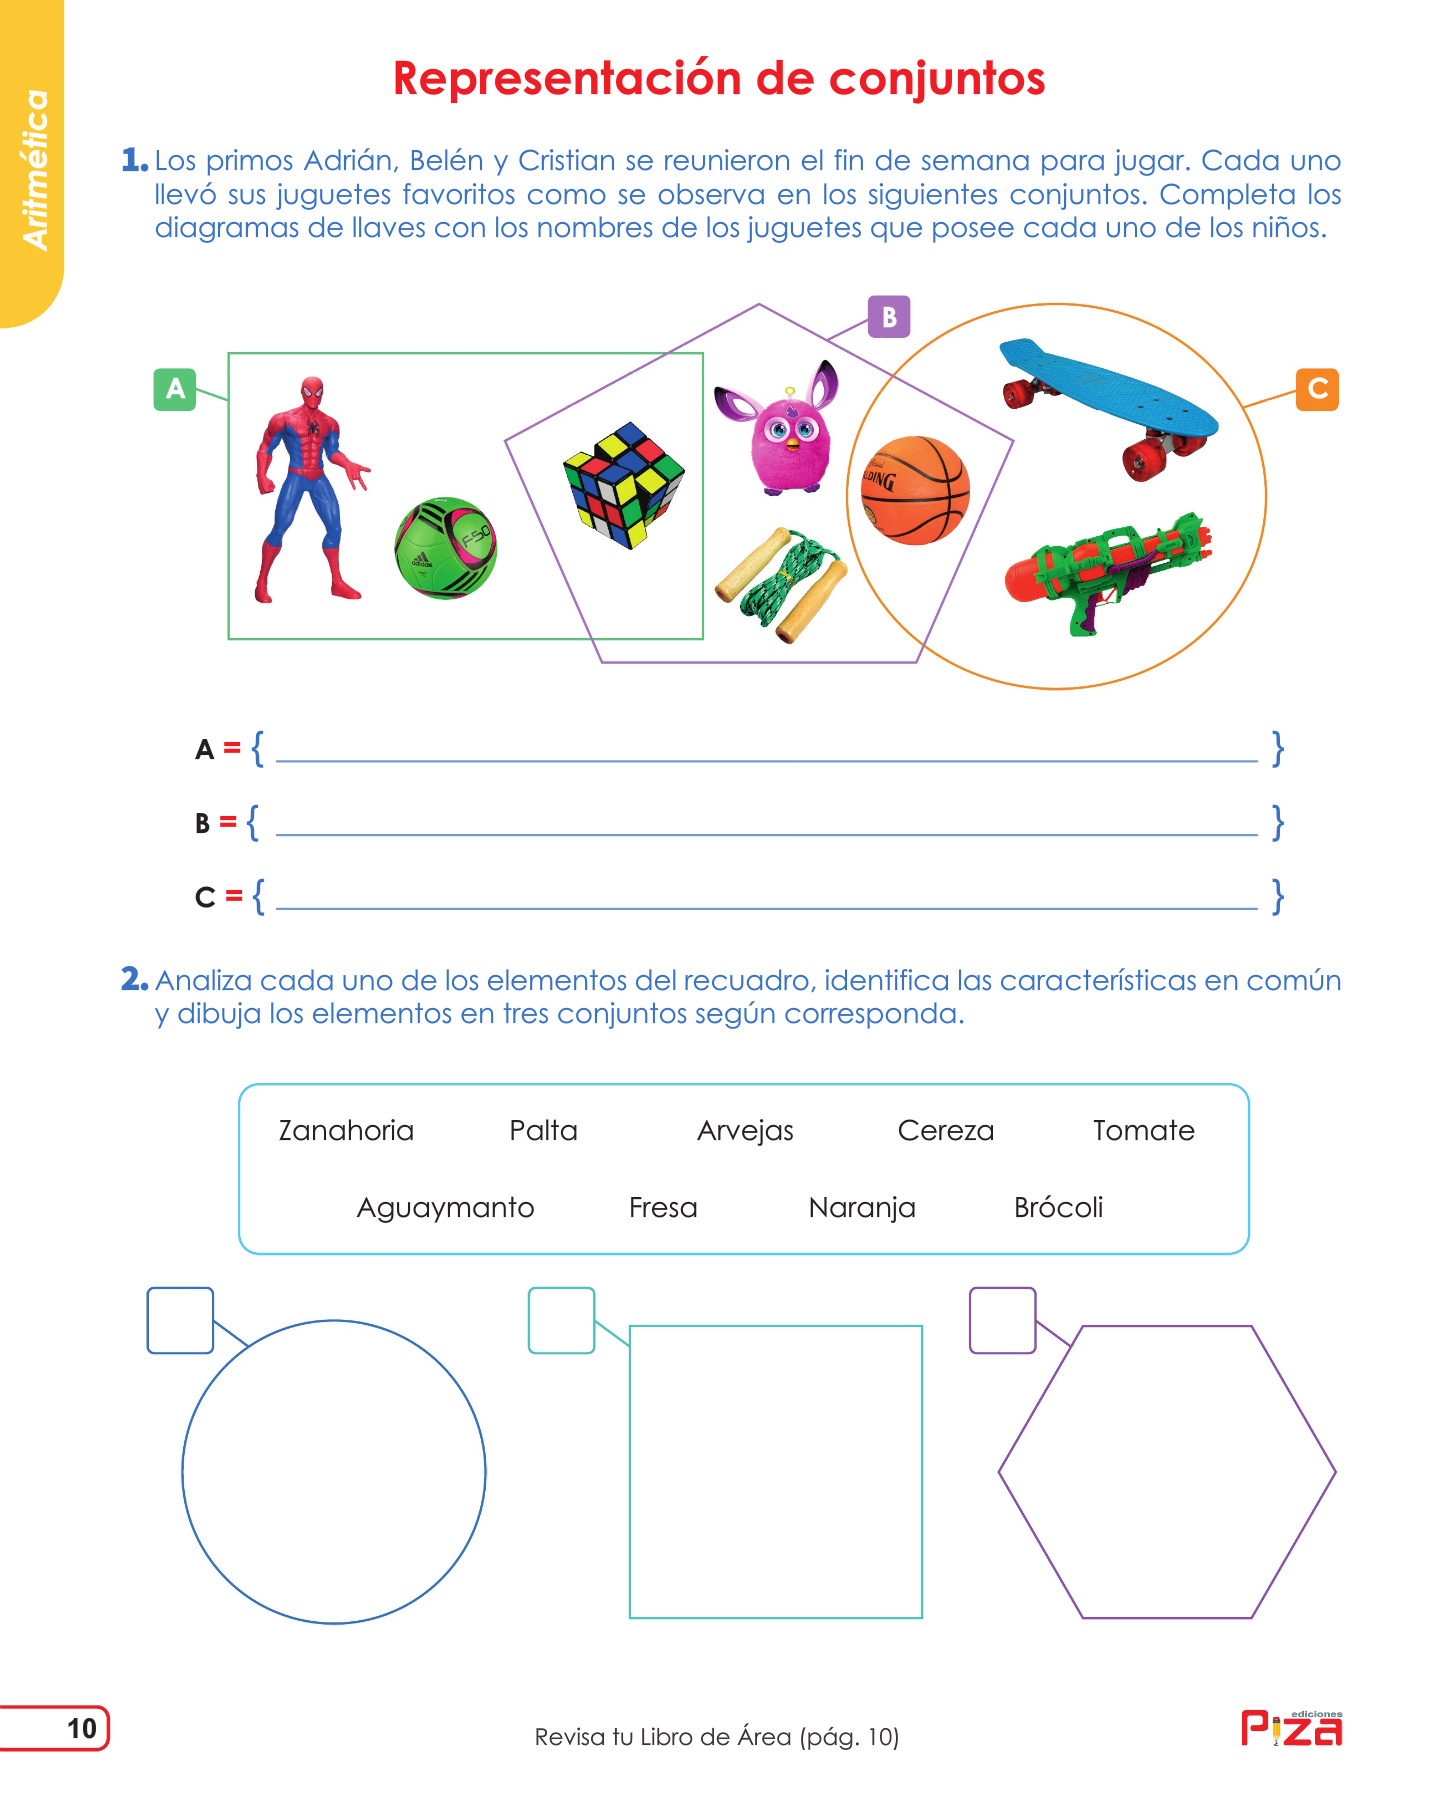 Aritmética
Representación de conjuntos
1. Los primos Adrián, Belén y Cristian se reunieron el fin de semana para jugar. Cada uno
llevó sus juguetes favoritos como se observa en los siguientes conjuntos. Completa los
diagramas de llaves con los nombres de los juguetes que posee cada uno de los niños.
B
A
C
LDING
F50
adidas
A = { }
B = { }
C = { }
2. Analiza cada uno de los elementos del recuadro, identifica las características en común
y dibuja los elementos en tres conjuntos según corresponda.
Zanahoria Palta Arvejas Cereza Tomate
Aguaymanto Fresa Naranja Brócoli
10
Revisa tu Libro de Área (pág. 10)
ediciones
Piza